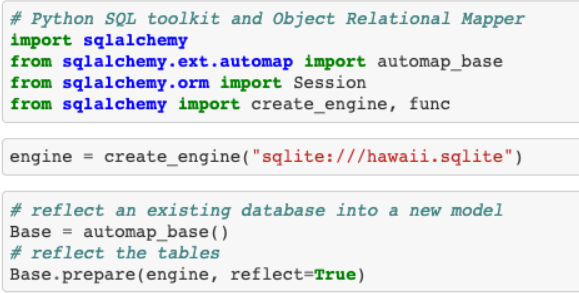 # Python SQL toolkit and Object Relational Mapper
import sqlalchemy
from sqlalchemy.ext.automap import automap_base
from sqlalchemy.orm import Session
from sqlalchemy import create_engine, func
engine = create_engine("sqlite:///hawaii.sqlite")
# reflect an existing database into a new model
Base = automap_base()
# reflect the tables
Base.prepare(engine, reflect=True)